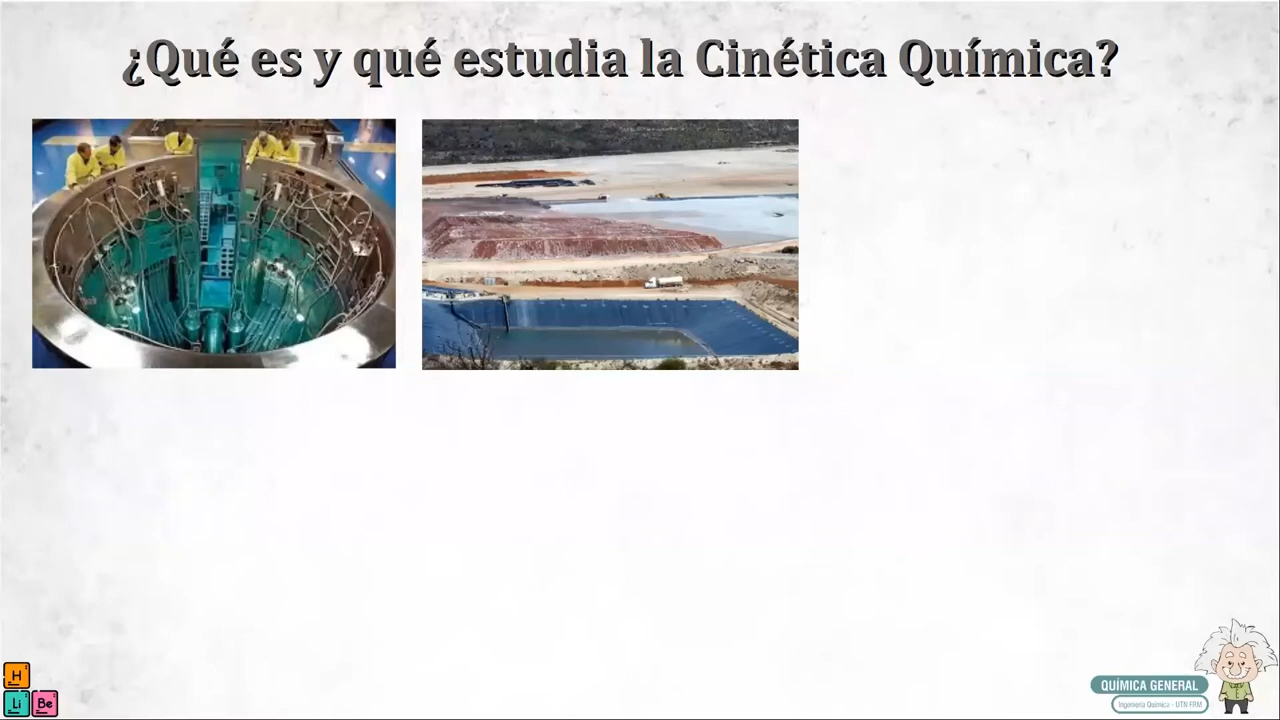 ¿Qué es y qué estudia la Cinética Química?
H
Li
Be
QUÍMICA GENERAL
Ingeniería Química - UTN FRM